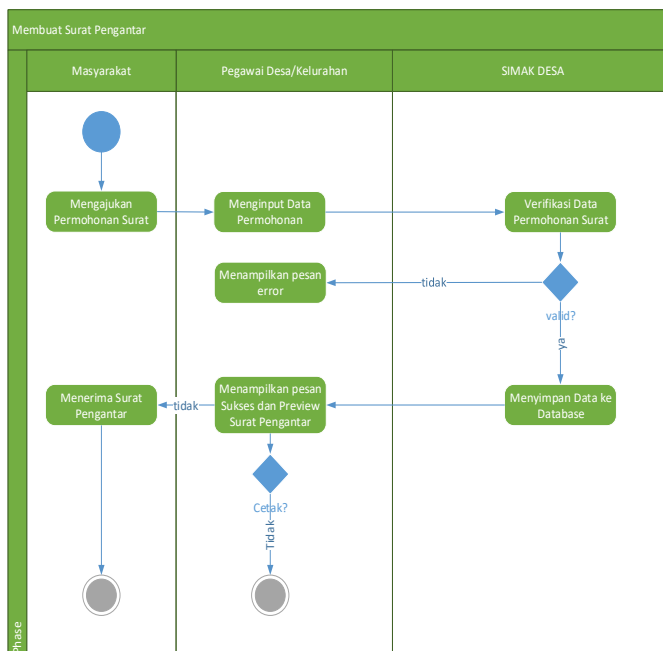 Membuat Surat Pengantar
Masyarakat
Pegawai Desa/Kelurahan
SIMAK DESA
Mengajukan
Permohonan Surat
Menginput Data
Permohonan
Verifikasi Data
Permohonan Surat
Menampilkan pesan
error
tidak
valid?
ya
Menerima Surat
Pengantar
tidak
Menampilkan pesan
Sukses dan Preview
Surat Pengantar
Menyimpan Data ke
Database
Cetak?
Tidak
Phase